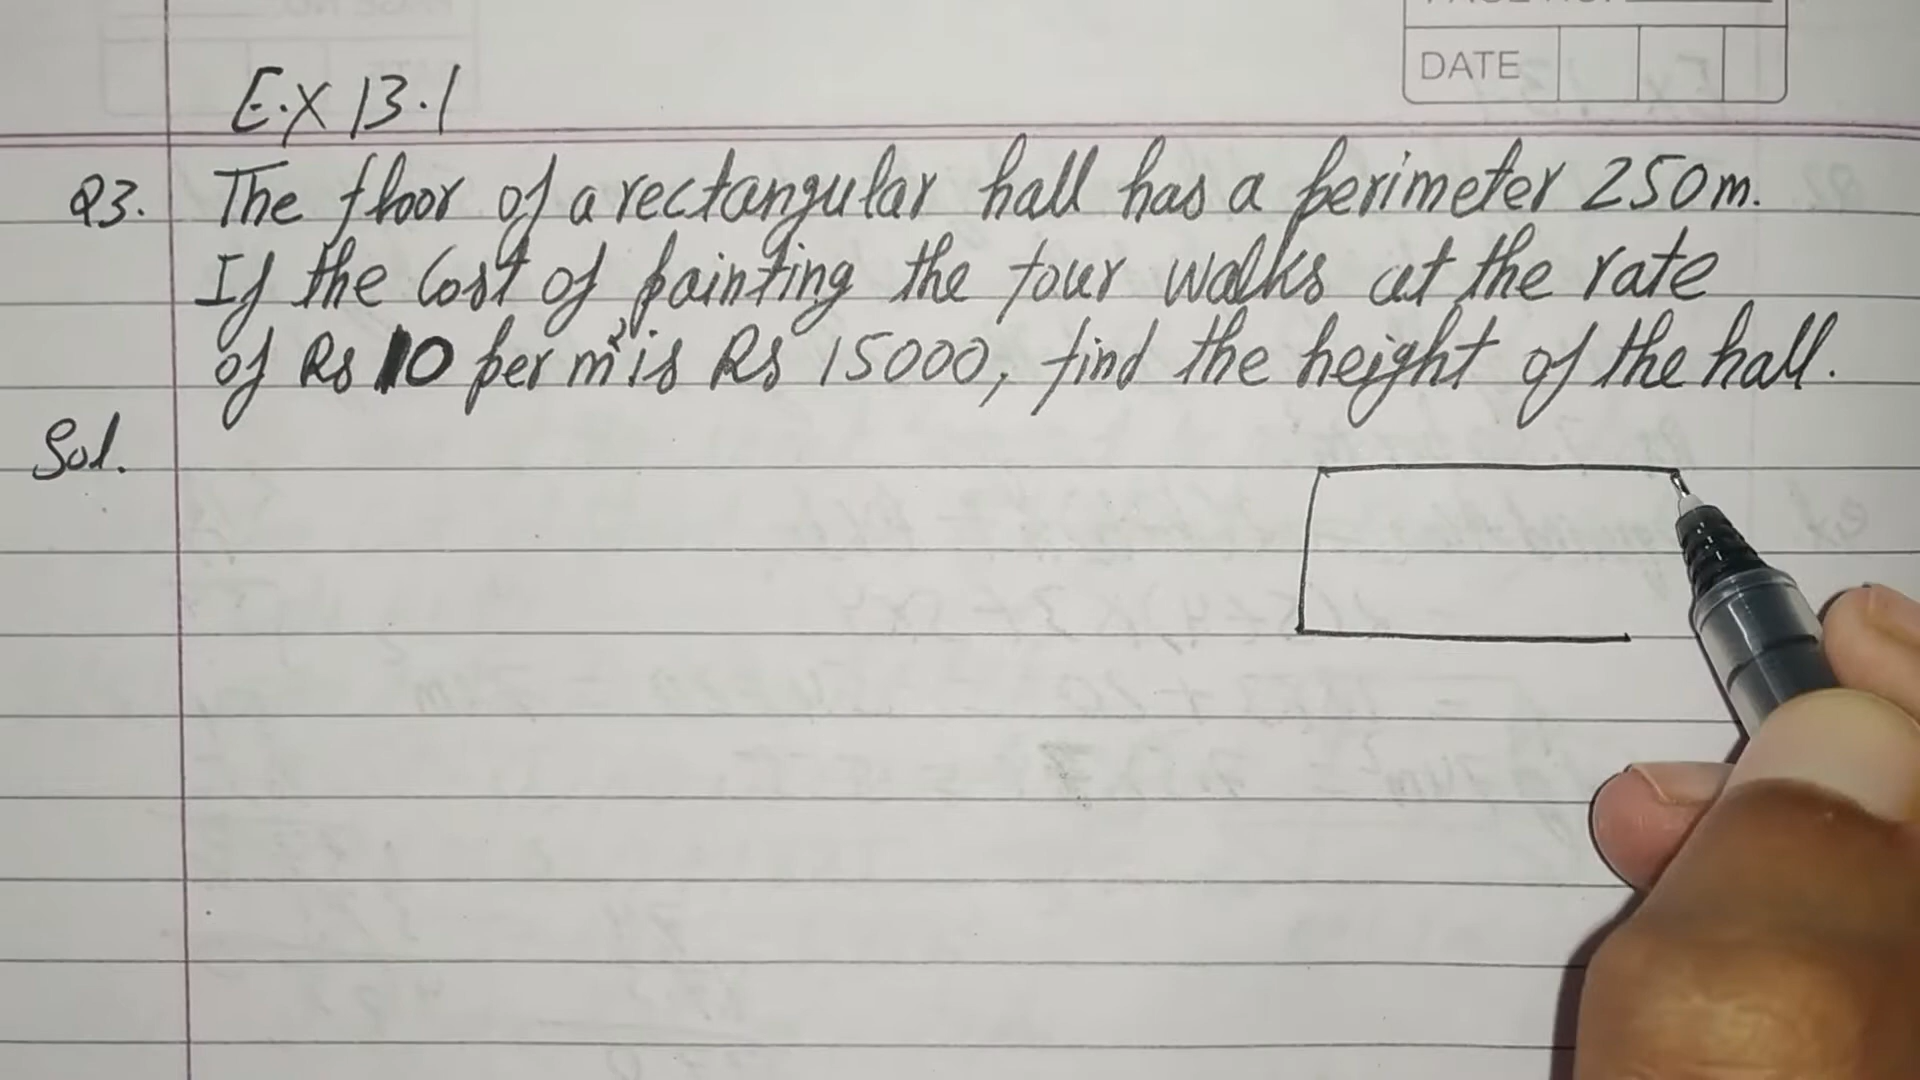 DATE
Ex 13.1
Q3. The floor of a rectangular hall has a perimeter 250m.
If the cost of painting the four walls at the rate
of Rs 10 per m² is Rs 15000, find the height of the hall.
Sol.